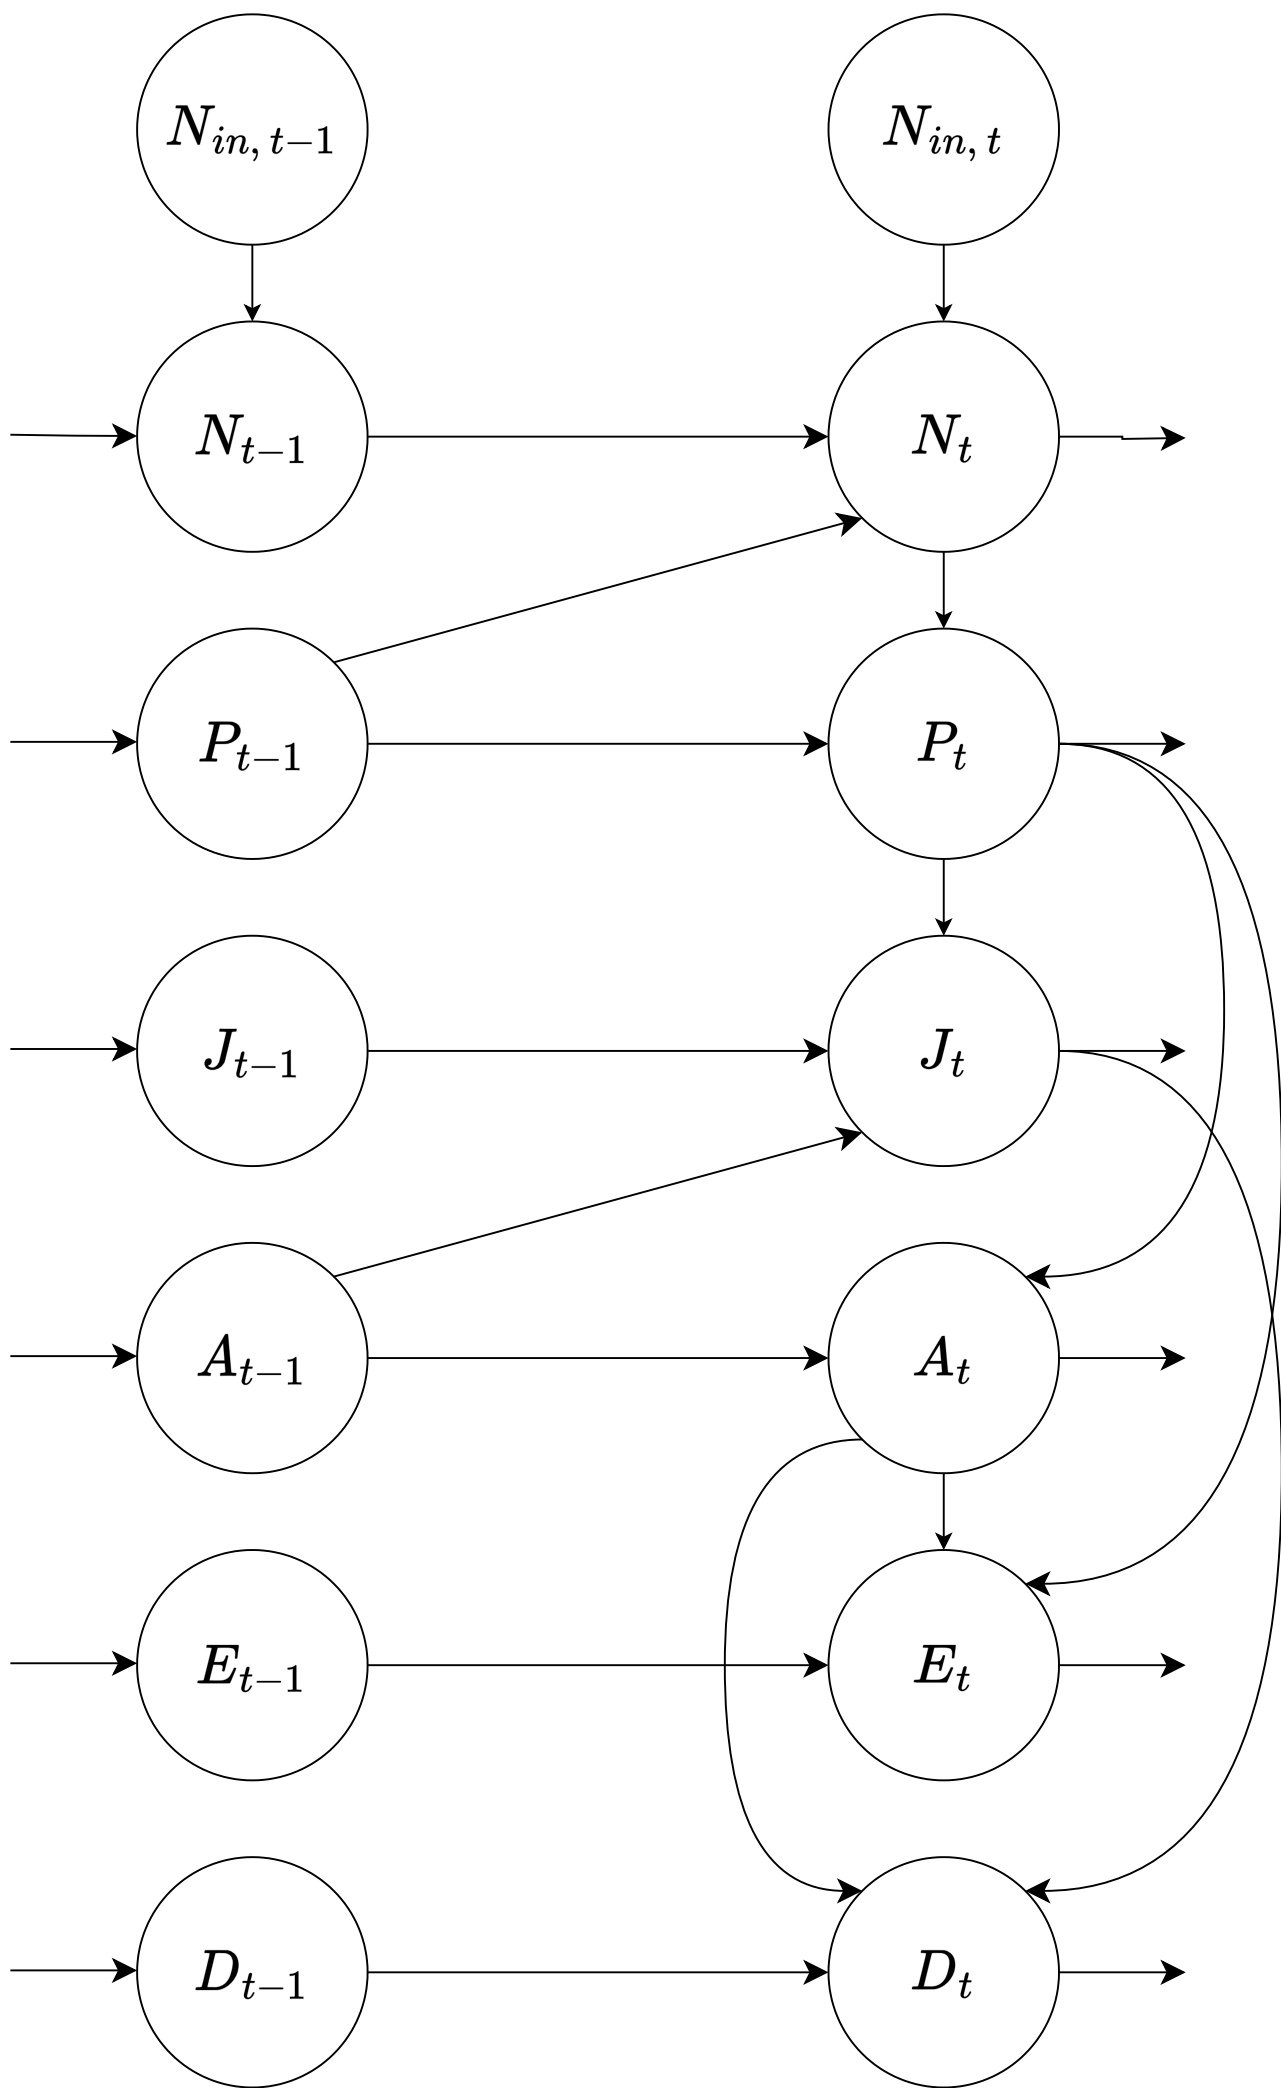 N_{in, t-1} N_{in, t}
N_{t-1} N_t
P_{t-1} P_t
J_{t-1} J_t
A_{t-1} A_t
E_{t-1} E_t
D_{t-1} D_t